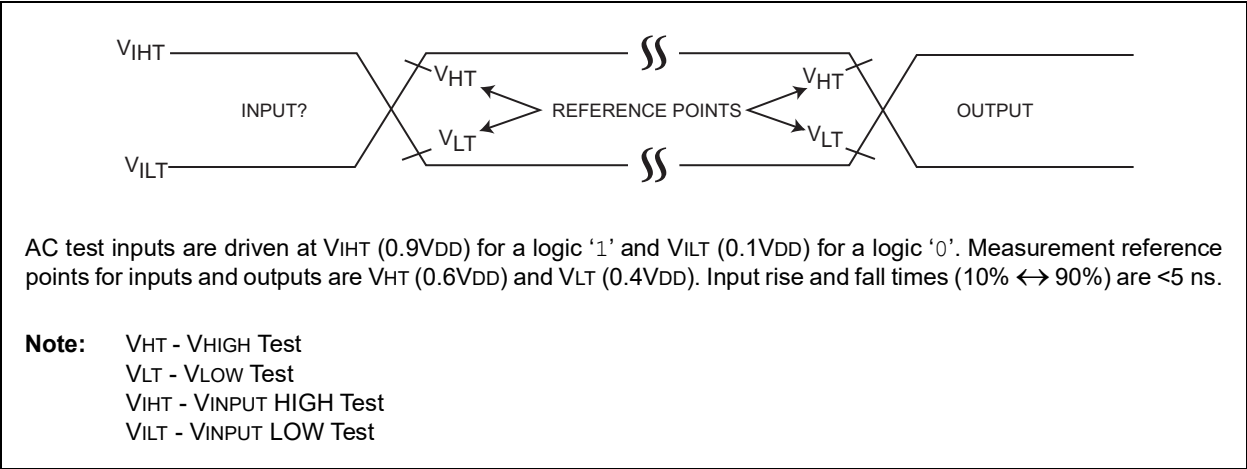 VIHT
VHT
VHT
INPUT?
REFERENCE POINTS
OUTPUT
VLT
VLT
VILT
AC test inputs are driven at VIHT (0.9VDD) for a logic ‘1’ and VILT (0.1VDD) for a logic ‘0’. Measurement reference
points for inputs and outputs are VHT (0.6VDD) and VLT (0.4VDD). Input rise and fall times (10% ↔ 90%) are <5 ns.
Note: VHT - VHIGH Test
VLT - VLOW Test
VIHT - VINPUT HIGH Test
VILT - VINPUT LOW Test